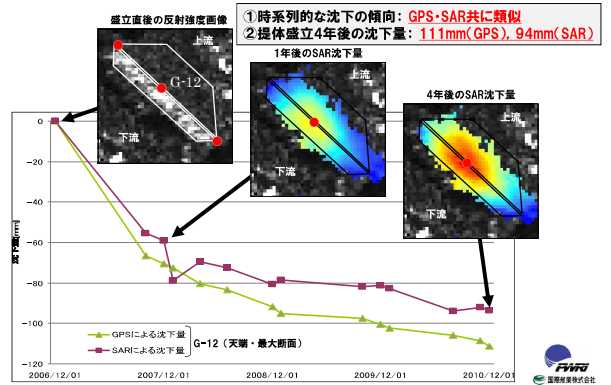 ①時系列的な沈下の傾向: GPS・SAR共に類似
②提体盛立4年後の沈下量: 111mm(GPS), 94mm(SAR)
盛立直後の反射強度画像
上流
G-12
下流
1年後のSAR沈下量
上流
下流
4年後のSAR沈下量
上流
下流
沈下量[mm]
0
-20
-40
-60
-80
-100
-120
GPSによる沈下量
SARによる沈下量
G-12(天端・最大断面)
2006/12/01
2007/12/01
2008/12/01
2009/12/01
2010/12/01
PWRI
国際航業株式会社